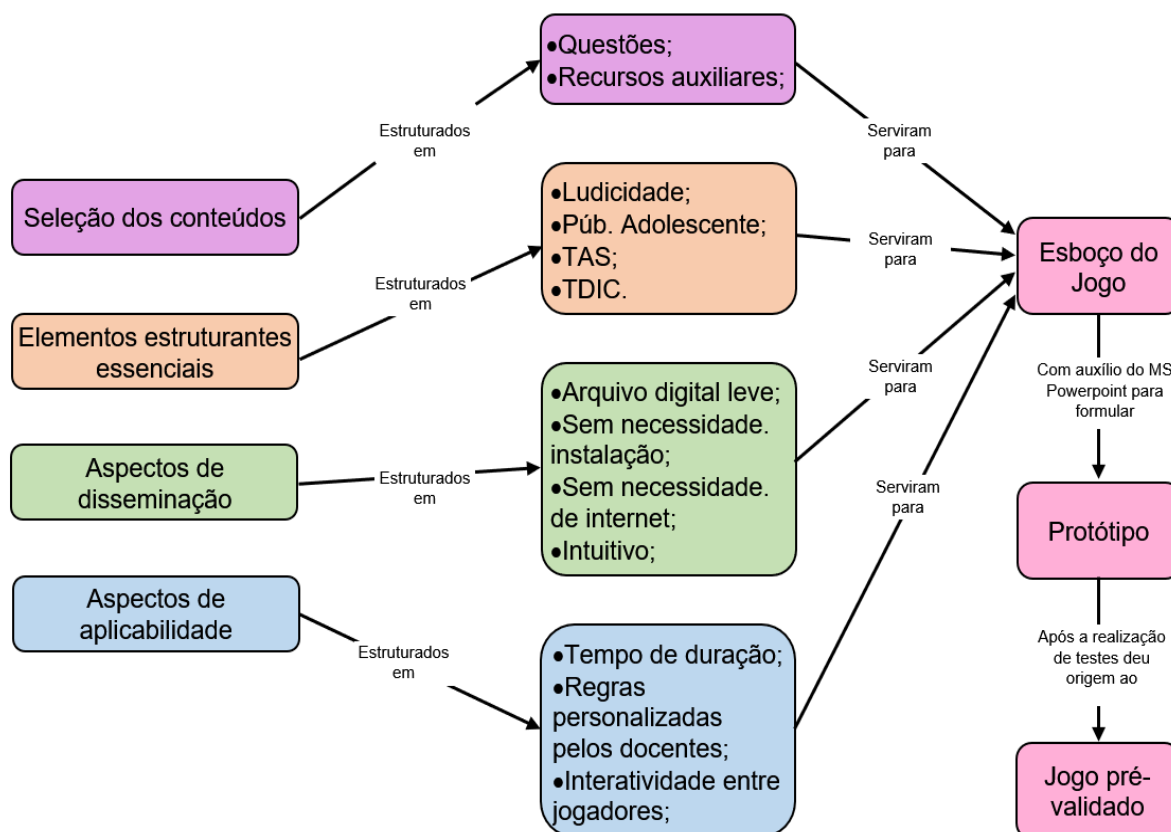 •Questões;
•Recursos auxiliares;
Estruturados
em
Serviram
para
Seleção dos conteúdos
•Ludicidade;
•Púb. Adolescente;
•TAS;
•TDIC.
Estruturados
em
Serviram
para
Esboço do
Jogo
Elementos estruturantes
essenciais
•Arquivo digital leve;
•Sem necessidade.
instalação;
•Sem necessidade.
de internet;
•Intuitivo;
Serviram
para
Com auxílio do MS
Powerpoint para
formular
Aspectos de
disseminação
Estruturados
em
Serviram
para
Protótipo
Aspectos de
aplicabilidade
Estruturados
em
•Tempo de duração;
•Regras
personalizadas
pelos docentes;
•Interatividade entre
jogadores;
Após a realização
de testes deu
origem ao
Jogo pré-
validado